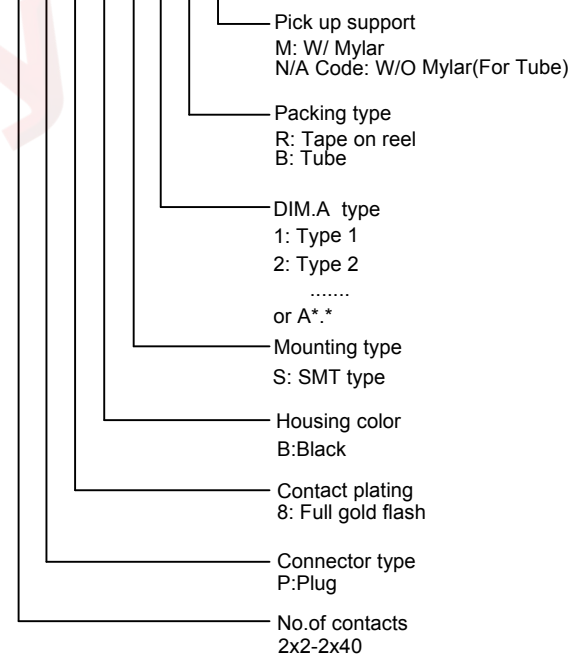 Pick up support
M: W/ Mylar
N/A Code: W/O Mylar(For Tube)
Packing type
R: Tape on reel
B: Tube
DIM.A type
1: Type 1
2: Type 2
.......
or A*.*
Mounting type
S: SMT type
Housing color
B:Black
Contact plating
8: Full gold flash
Connector type
P:Plug
No.of contacts
2x2-2x40